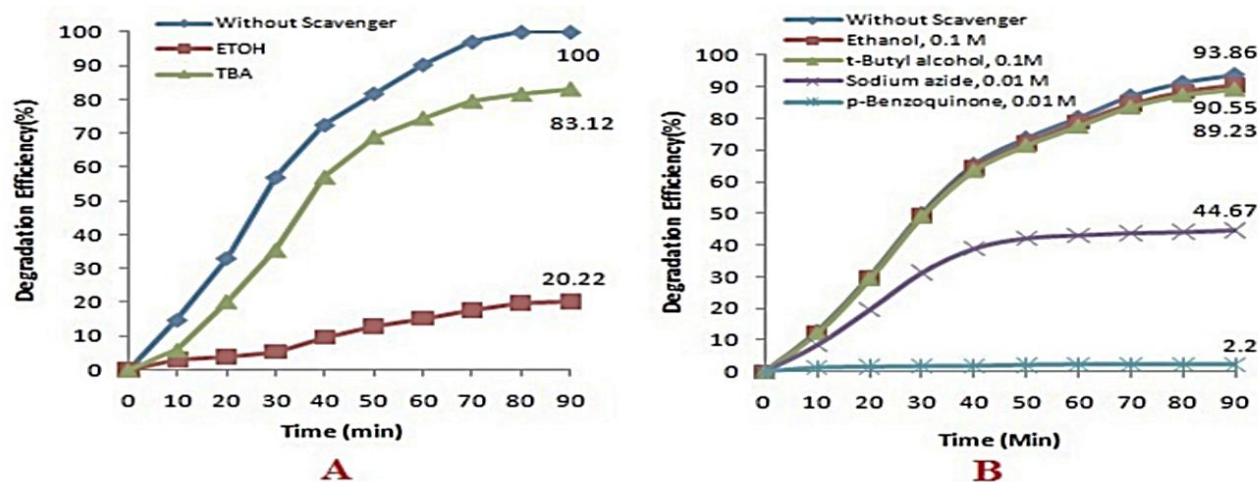 Without Scavenger
ETOH
TBA
100
90
80
70
60
50
40
30
20
10
0
100
83.12
20.22
0 10 20 30 40 50 60 70 80 90
Degradation Efficiency(%)
Time (min)
A
Without Scavenger
Ethanol, 0.1 M
t-Butyl alcohol, 0.1M
Sodium azide, 0.01 M
p-Benzoquinone, 0.01M
100
90
80
70
60
50
40
30
20
10
0
93.86
90.55
89.23
44.67
2.2
0 10 20 30 40 50 60 70 80 90
Degradation Efficiency(%)
Time (Min)
B